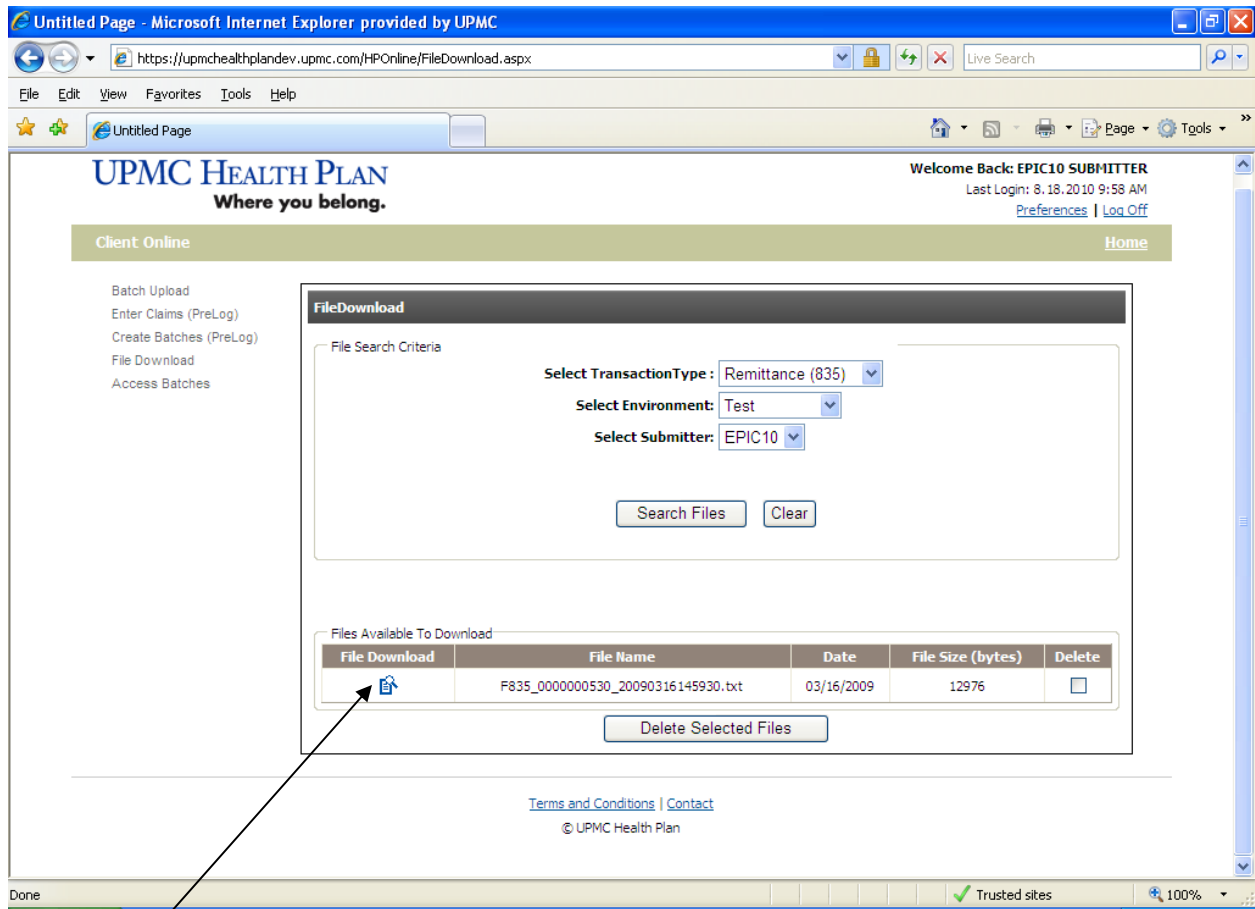 Untitled Page - Microsoft Internet Explorer provided by UPMC
https://upmchealthplandev.upmc.com/HPOnline/FileDownload.aspx
Live Search
File Edit View Favorites Tools Help
Untitled Page
Page Tools
UPMC HEALTH PLAN
Where you belong.
Welcome Back: EPIC10 SUBMITTER
Last Login: 8.18.2010 9:58 AM
Preferences | Log Off
Client Online
Home
Batch Upload
Enter Claims (PreLog)
Create Batches (PreLog)
File Download
Access Batches
FileDownload
File Search Criteria
Select TransactionType : Remittance (835)
Select Environment: Test
Select Submitter: EPIC10
Search Files Clear
Files Available To Download
File Download File Name Date File Size (bytes) Delete
F835_0000000530_20090316145930.txt 03/16/2009 12976
Delete Selected Files
Terms and Conditions | Contact
© UPMC Health Plan
Done
Trusted sites
100%